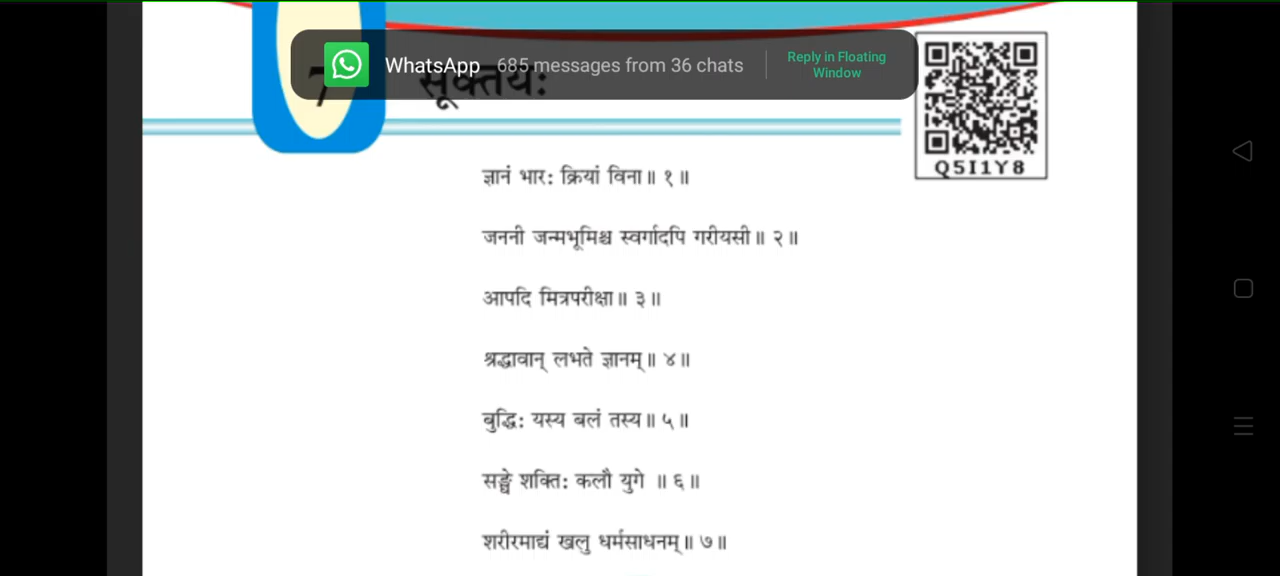 WhatsApp 685 messages from 36 chats Reply in Floating Window
7 सूक्तयः
Q5I1Y8
ज्ञानं भारः क्रियां विना॥ १॥
जननी जन्मभूमिश्च स्वर्गादपि गरीयसी॥ २॥
आपदि मित्रपरीक्षा॥ ३॥
श्रद्धावान् लभते ज्ञानम्॥ ४॥
बुद्धिः यस्य बलं तस्य॥ ५॥
सङ्घे शक्तिः कलौ युगे ॥ ६॥
शरीरमाद्यं खलु धर्मसाधनम्॥ ७॥